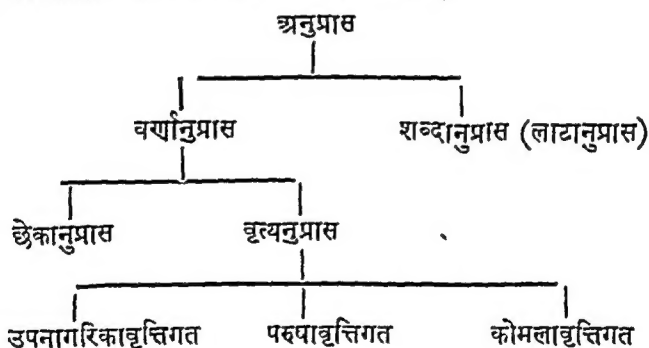 अनुप्रास
वर्णानुप्रास शब्दानुप्रास (लाटानुप्रास)
छेकानुप्रास वृत्यनुप्रास
उपनागरिकावृत्तिगत परुषावृत्तिगत कोमलावृत्तिगत